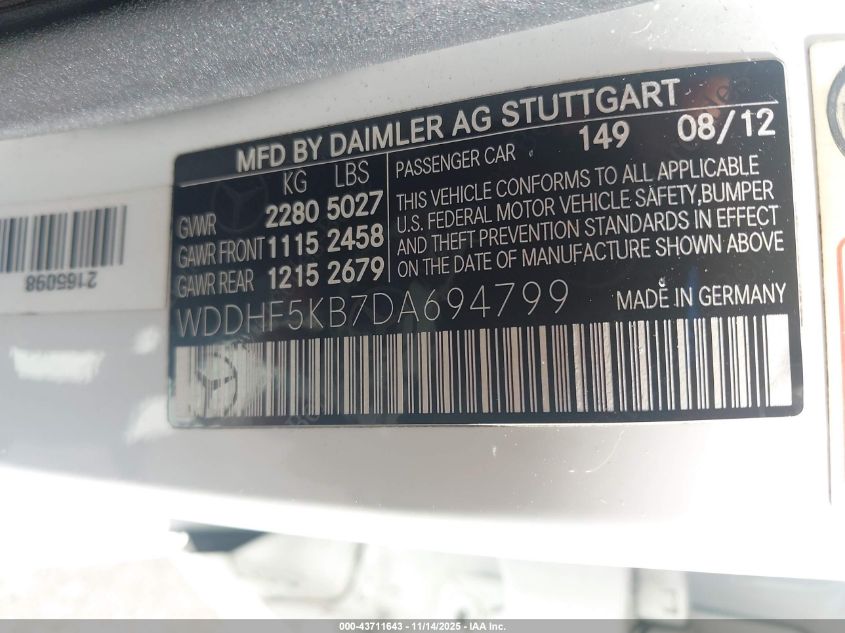 MFD BY DAIMLER AG STUTTGART
KG LBS
GVWR 2280 5027
GAWR FRONT 1115 2458
GAWR REAR 1215 2679
PASSENGER CAR 149 08/12
THIS VEHICLE CONFORMS TO ALL APPLICABLE
U.S. FEDERAL MOTOR VEHICLE SAFETY,BUMPER
AND THEFT PREVENTION STANDARDS IN EFFECT
ON THE DATE OF MANUFACTURE SHOWN ABOVE
WDDHF5KB7DA694799 MADE IN GERMANY
2165098
000-43711643 - 11/14/2025 - IAA Inc.